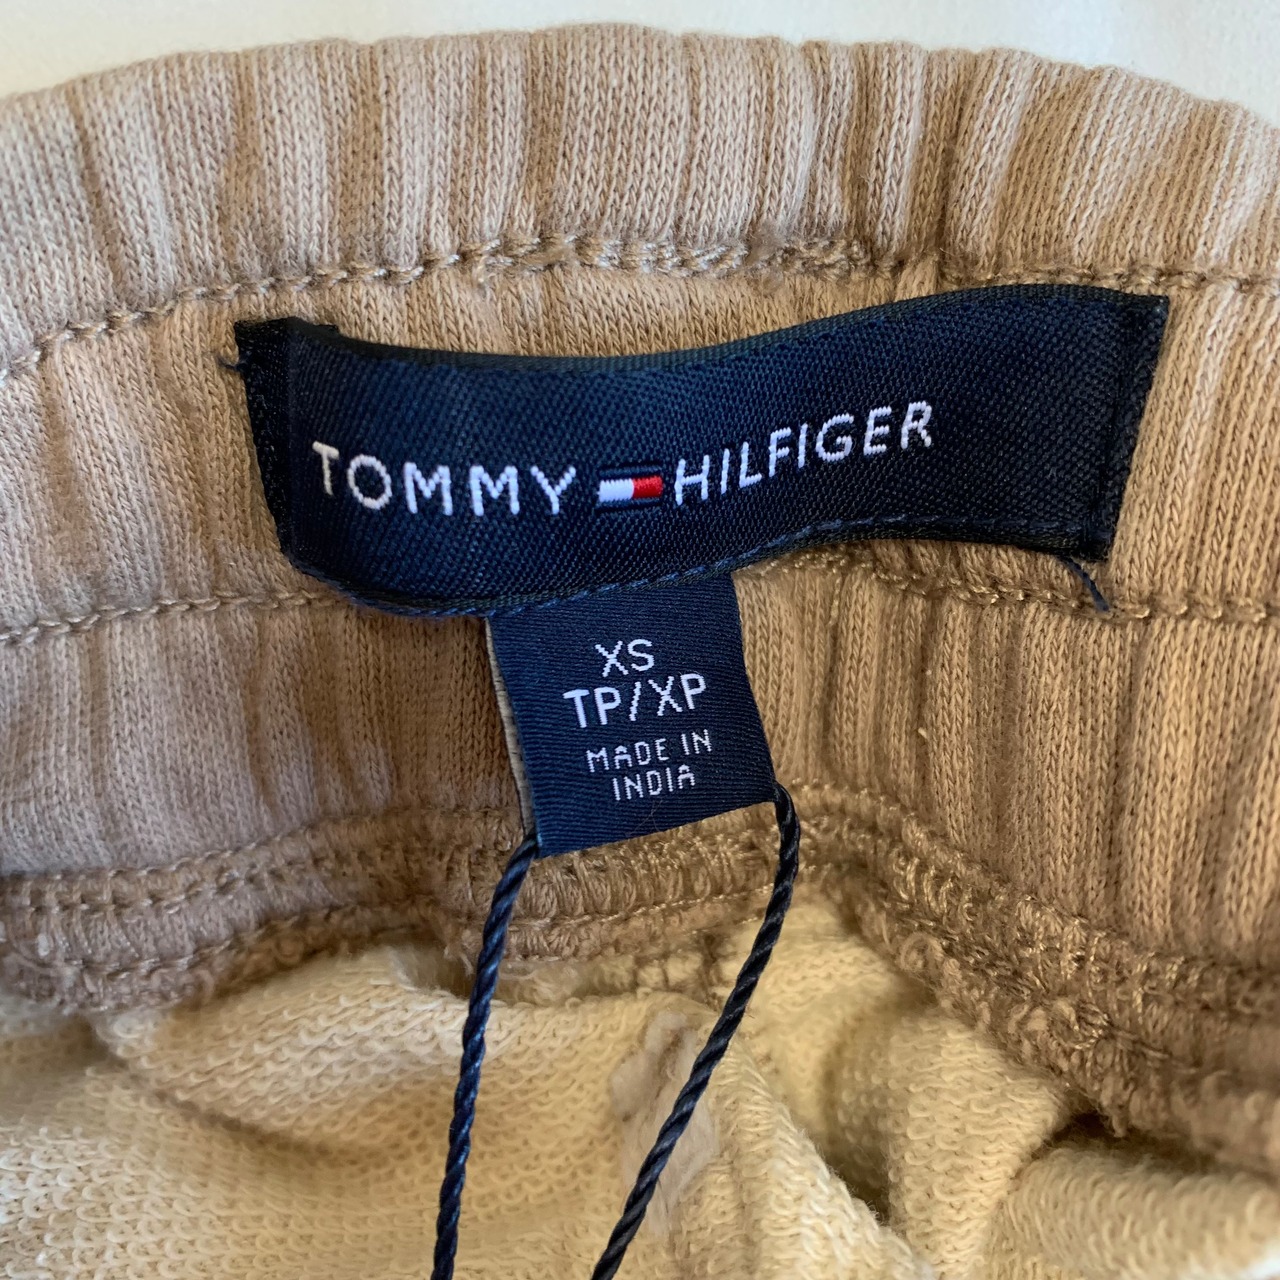 TOMMY HILFIGER
XS
TP/XP
MADE IN
INDIA